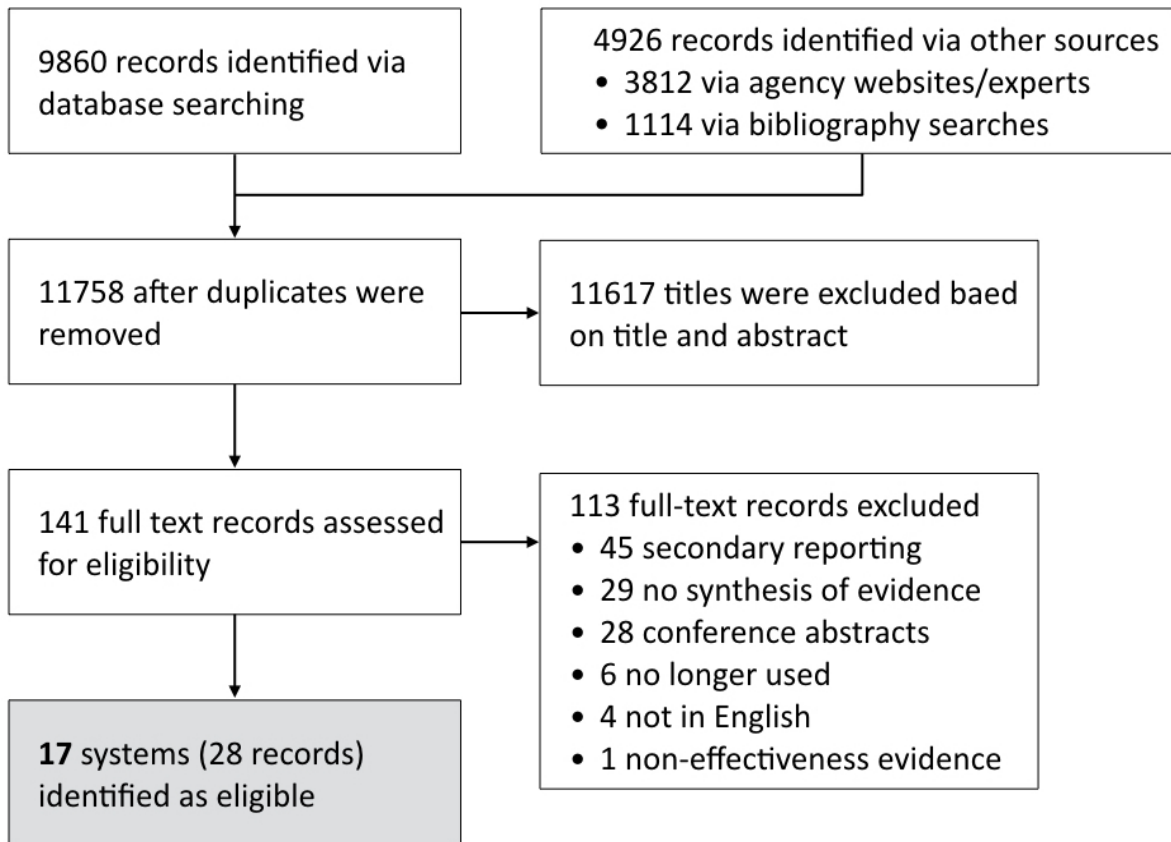 9860 records identified via
database searching
4926 records identified via other sources
• 3812 via agency websites/experts
• 1114 via bibliography searches
11758 after duplicates were
removed
11617 titles were excluded baed
on title and abstract
141 full text records assessed
for eligibility
113 full-text records excluded
• 45 secondary reporting
• 29 no synthesis of evidence
• 28 conference abstracts
• 6 no longer used
• 4 not in English
• 1 non-effectiveness evidence
17 systems (28 records)
identified as eligible